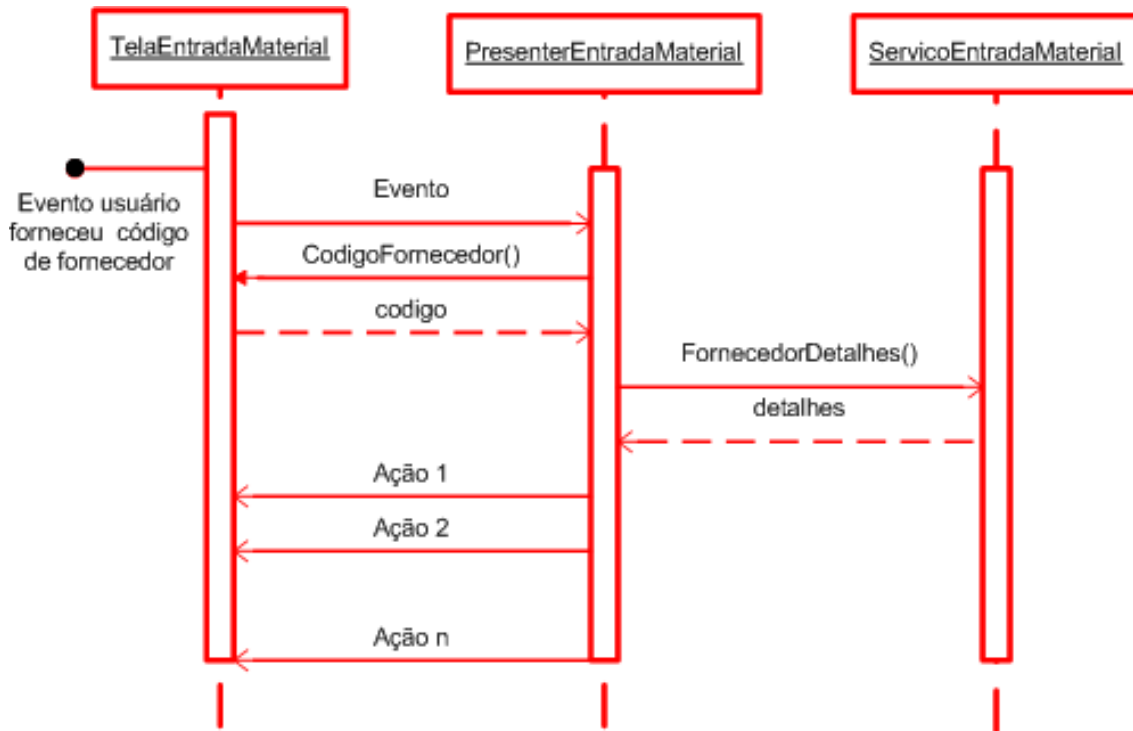 TelaEntradaMaterial
PresenterEntradaMaterial
ServicoEntradaMaterial
Evento usuário
forneceu código
de fornecedor
Evento
CodigoFornecedor()
codigo
FornecedorDetalhes()
detalhes
Ação 1
Ação 2
Ação n